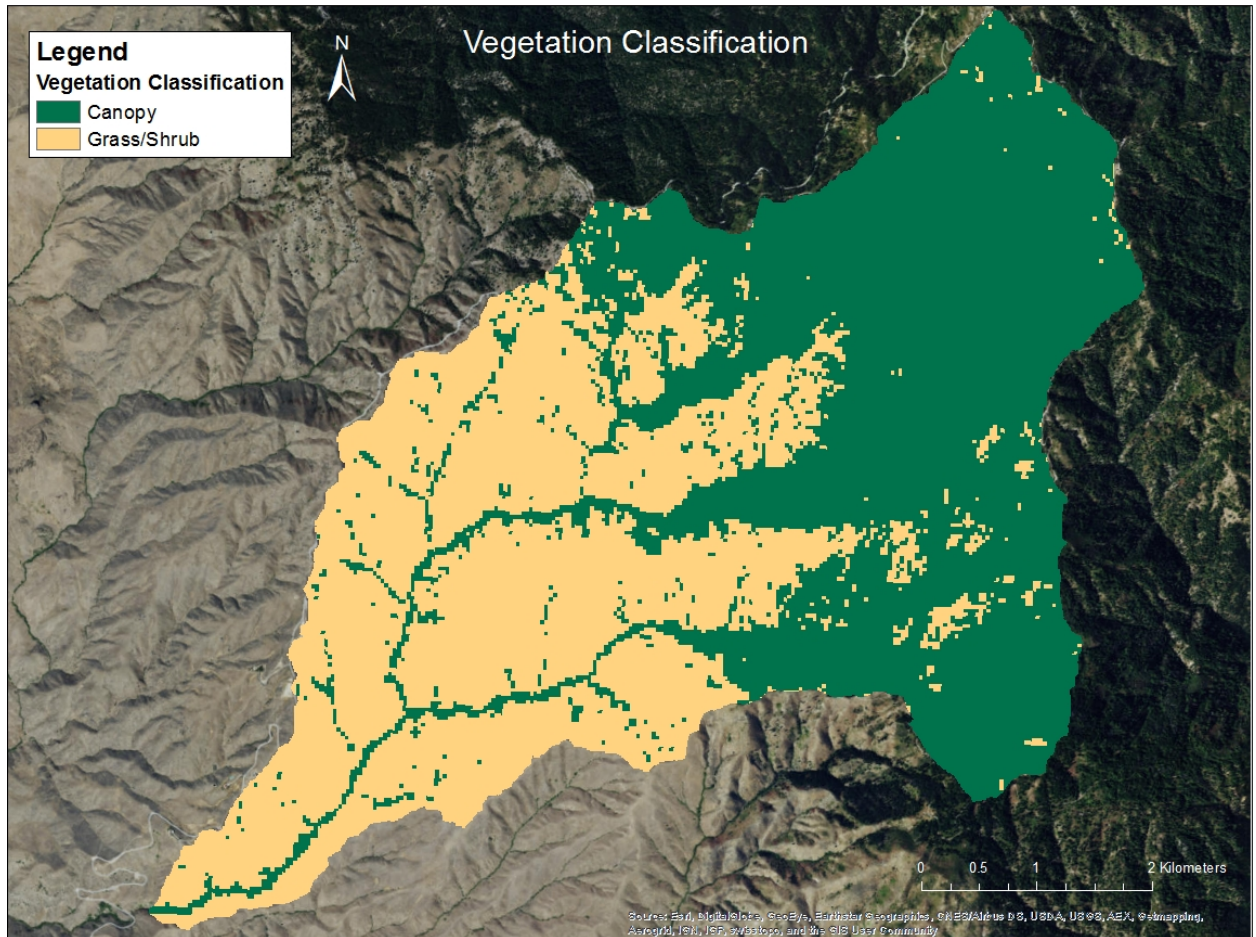 Legend
Vegetation Classification
Canopy
Grass/Shrub
N
Vegetation Classification
0 0.5 1 2 Kilometers
Source: Esri, DigitalGlobe, GeoEye, Earthstar Geographics, CNES/Airbus DS, USDA, USGS, AEX, Getmapping,
Aerogrid, IGN, IGP, swisstopo, and the GIS User Community